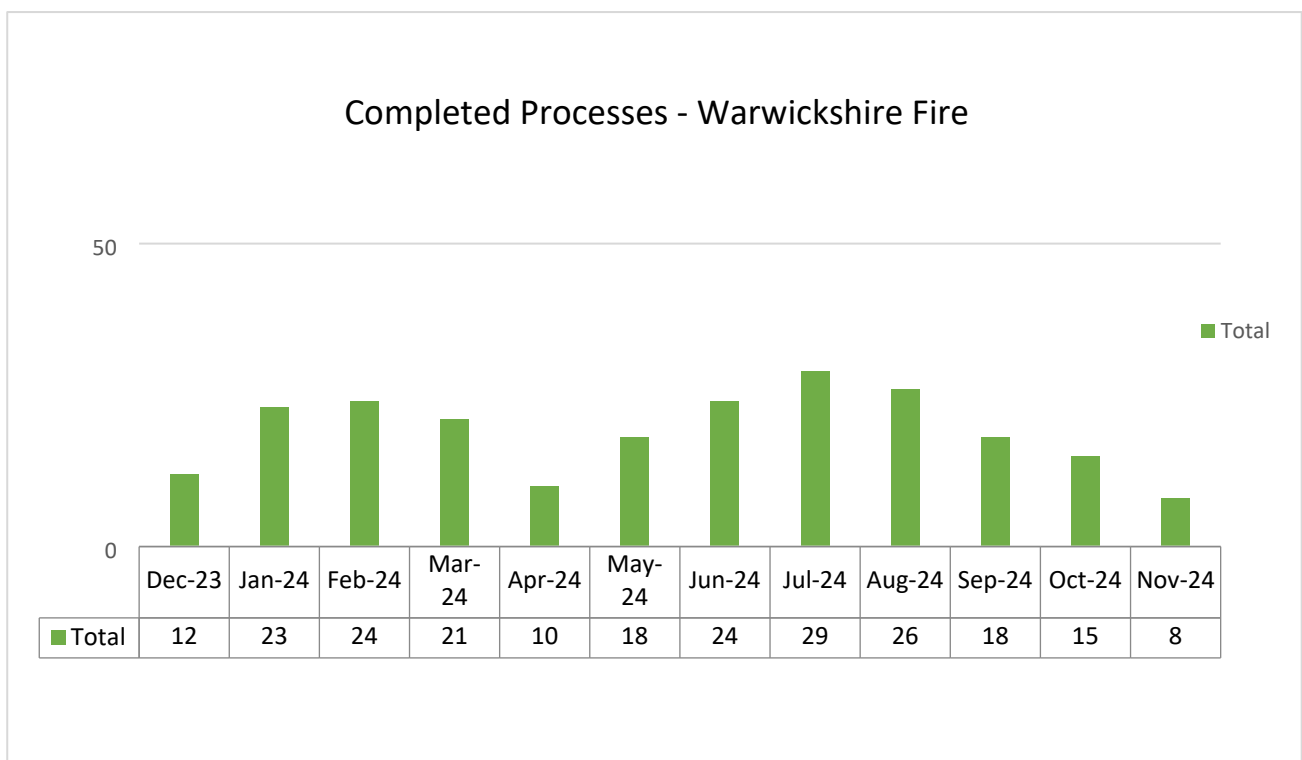 Completed Processes - Warwickshire Fire
50
Total
0
Dec-23 Jan-24 Feb-24 Mar-
24 Apr-24 May-
24 Jun-24 Jul-24 Aug-24 Sep-24 Oct-24 Nov-24
Total 12 23 24 21 10 18 24 29 26 18 15 8